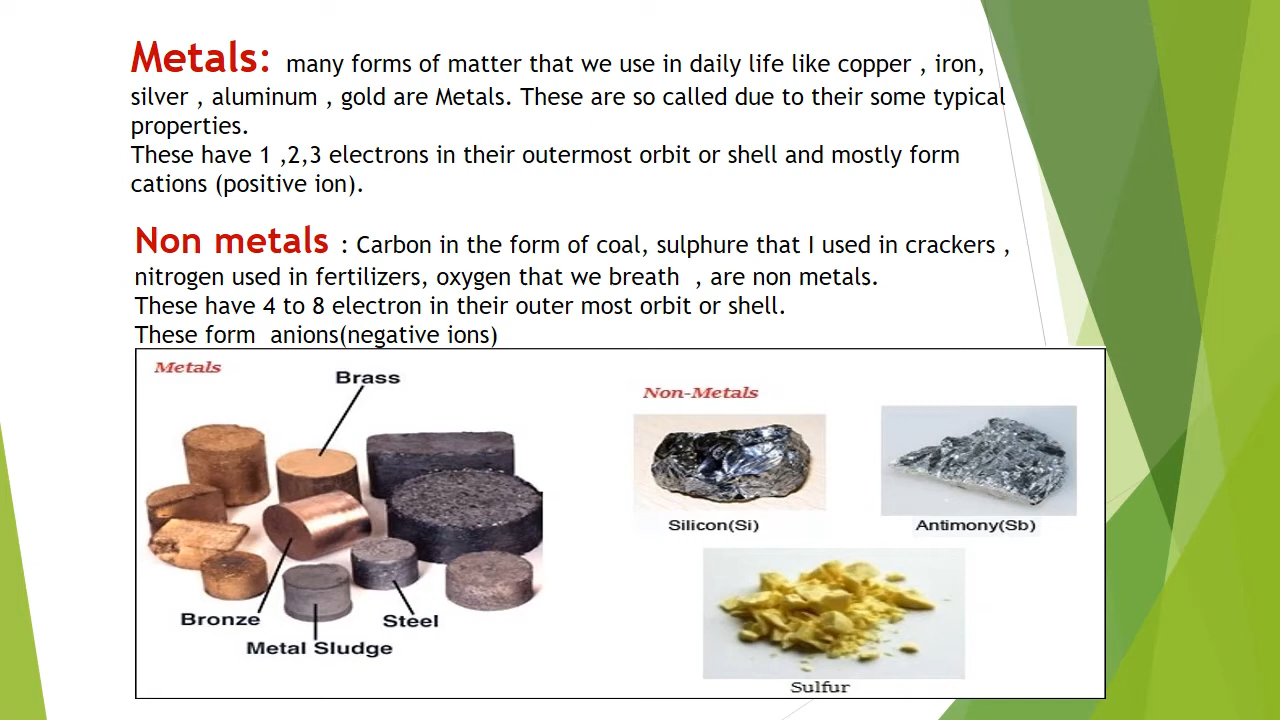 Metals: many forms of matter that we use in daily life like copper , iron,
silver , aluminum , gold are Metals. These are so called due to their some typical
properties.
These have 1 ,2,3 electrons in their outermost orbit or shell and mostly form
cations (positive ion).
Non metals : Carbon in the form of coal, sulphure that I used in crackers ,
nitrogen used in fertilizers, oxygen that we breath , are non metals.
These have 4 to 8 electron in their outer most orbit or shell.
These form anions(negative ions)
Metals
Brass
Bronze
Metal Sludge
Steel
Non-Metals
Silicon(Si)
Antimony(Sb)
Sulfur